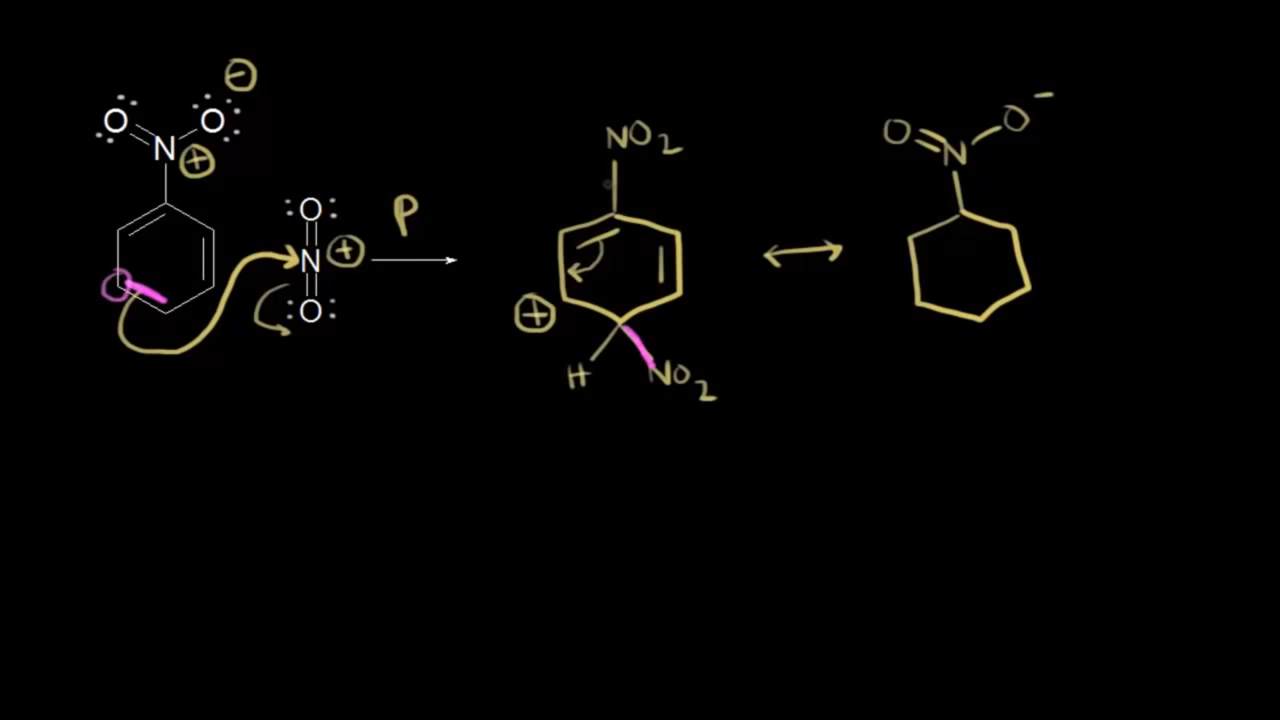 O N O ⊖
⊕
O
N ⊕
O
P
NO2
⊕
H NO2
O N O −